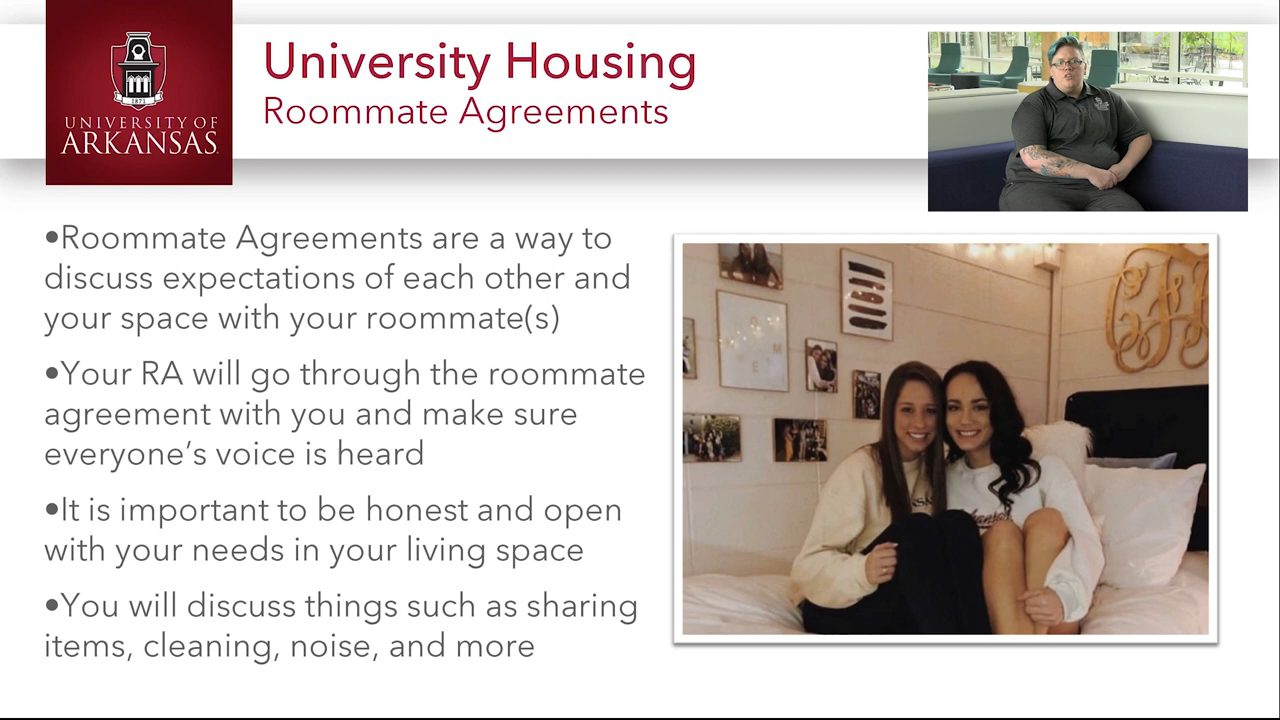 1871
UNIVERSITY OF
ARKANSAS
University Housing
Roommate Agreements
•Roommate Agreements are a way to
discuss expectations of each other and
your space with your roommate(s)
•Your RA will go through the roommate
agreement with you and make sure
everyone’s voice is heard
•It is important to be honest and open
with your needs in your living space
•You will discuss things such as sharing
items, cleaning, noise, and more